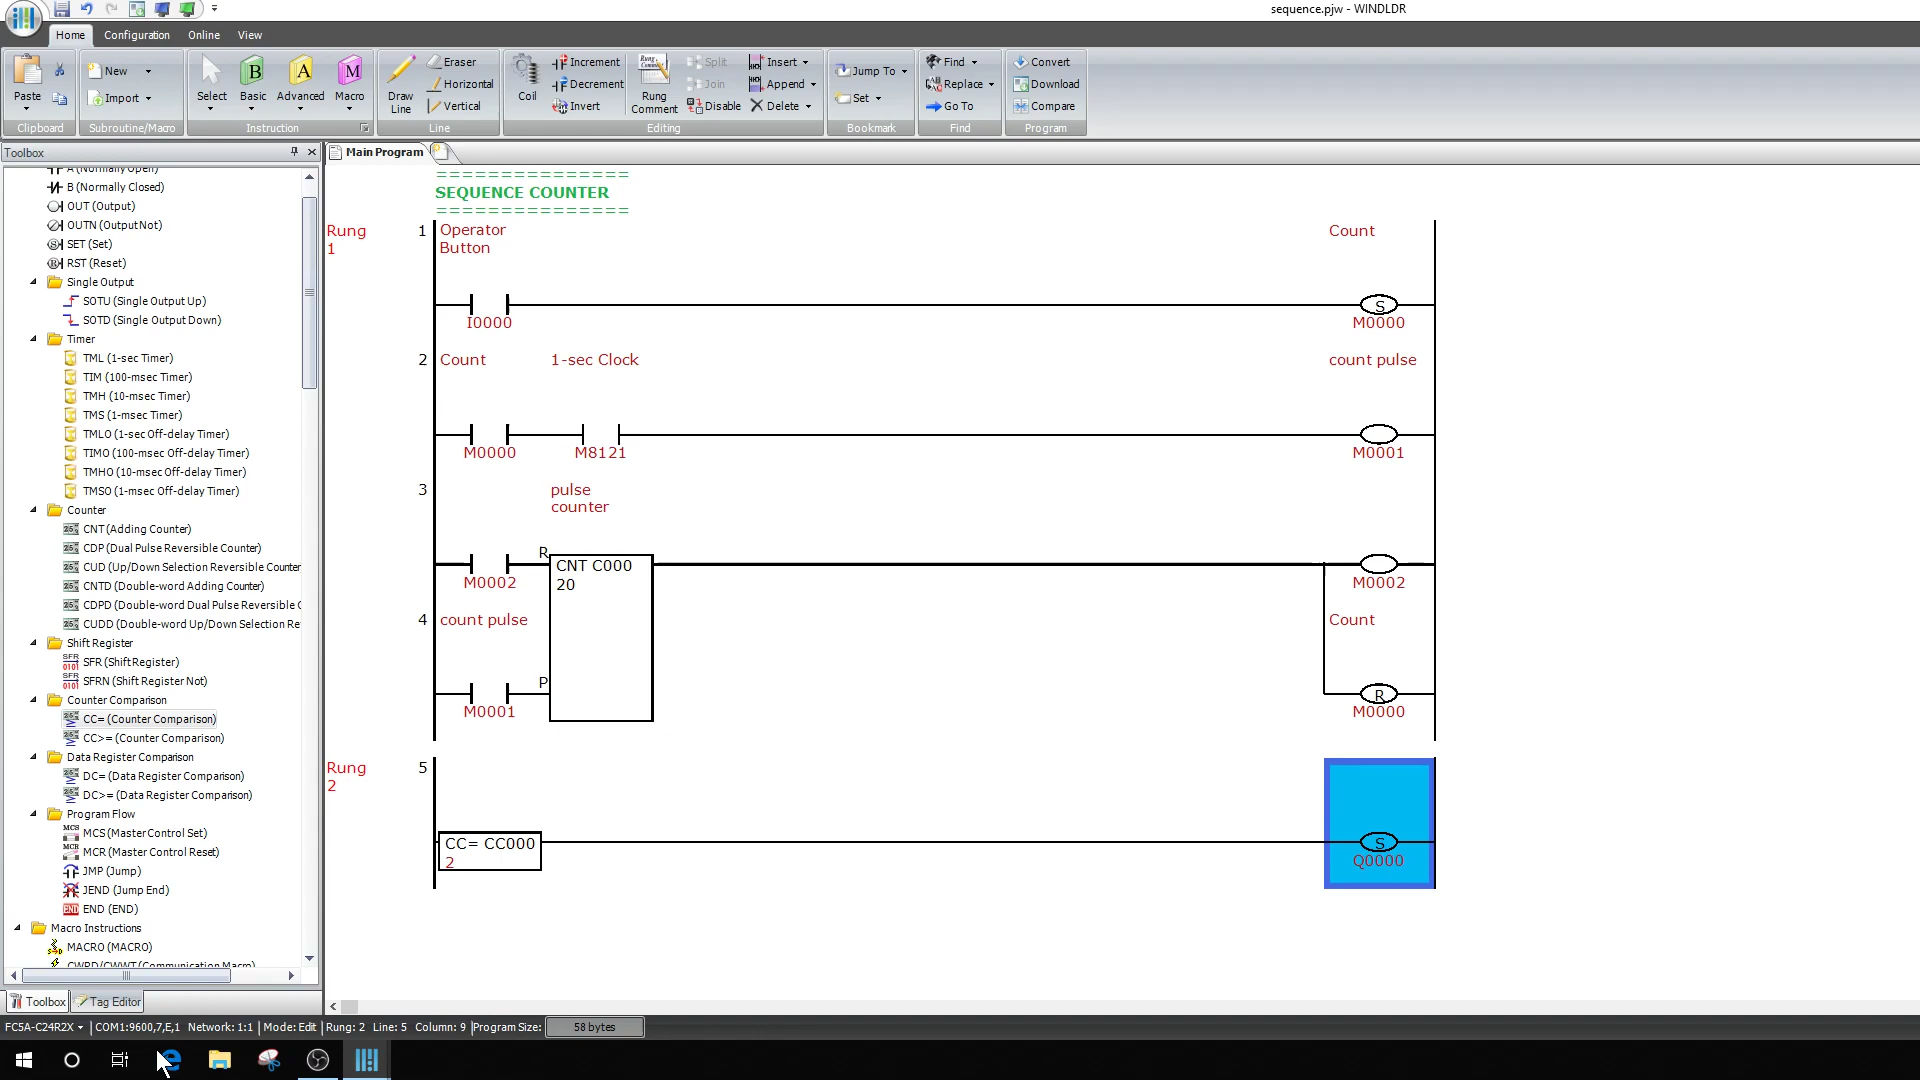 sequence.pjw - WINDLDR
Home Configuration Online View
Paste
Clipboard
New
Import
Subroutine/Macro
Select Basic Advanced Macro
Instruction
Draw Line
Eraser
Horizontal
Vertical
Line
Coil
Increment
Decrement
Invert
Rung Comment
Split
Join
Disable
Insert
Append
Delete
Editing
Jump To
Set
Bookmark
Find
Replace
Go To
Find
Convert
Download
Compare
Program
Toolbox
Main Program
A (Normally Open)
B (Normally Closed)
OUT (Output)
OUTN (Output Not)
SET (Set)
RST (Reset)
Single Output
SOTU (Single Output Up)
SOTD (Single Output Down)
Timer
TML (1-sec Timer)
TIM (100-msec Timer)
TMH (10-msec Timer)
TMS (1-msec Timer)
TMLO (1-sec Off-delay Timer)
TIMO (100-msec Off-delay Timer)
TMHO (10-msec Off-delay Timer)
TMSO (1-msec Off-delay Timer)
Counter
CNT (Adding Counter)
CDP (Dual Pulse Reversible Counter)
CUD (Up/Down Selection Reversible Counter
CNTD (Double-word Adding Counter)
CDPD (Double-word Dual Pulse Reversible C
CUDD (Double-word Up/Down Selection Re
Shift Register
SFR (Shift Register)
SFRN (Shift Register Not)
Counter Comparison
CC= (Counter Comparison)
CC>= (Counter Comparison)
Data Register Comparison
DC= (Data Register Comparison)
DC>= (Data Register Comparison)
Program Flow
MCS (Master Control Set)
MCR (Master Control Reset)
JMP (Jump)
JEND (Jump End)
END (END)
Macro Instructions
MACRO (MACRO)
CWRD/CWWT (Communication Macro)
Toolbox Tag Editor
===============
SEQUENCE COUNTER
===============
Rung 1
1 Operator Button Count
S
I0000 M0000
2 Count 1-sec Clock count pulse
M0000 M8121 M0001
3 pulse counter
R CNT C000
20
M0002 M0002
4 count pulse Count
P R
M0001 M0000
Rung 2
5
CC= CC000 S
2 Q0000
FC5A-C24R2X COM1:9600,7,E,1 Network: 1:1 Mode: Edit Rung: 2 Line: 5 Column: 9 Program Size: 58 bytes